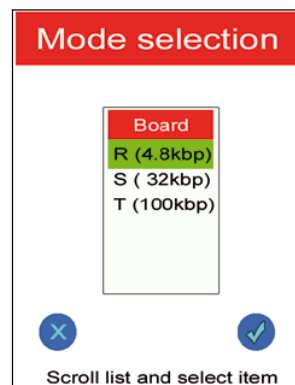 Mode selection
Board
R (4.8kbp)
S ( 32kbp)
T (100kbp)
Scroll list and select item